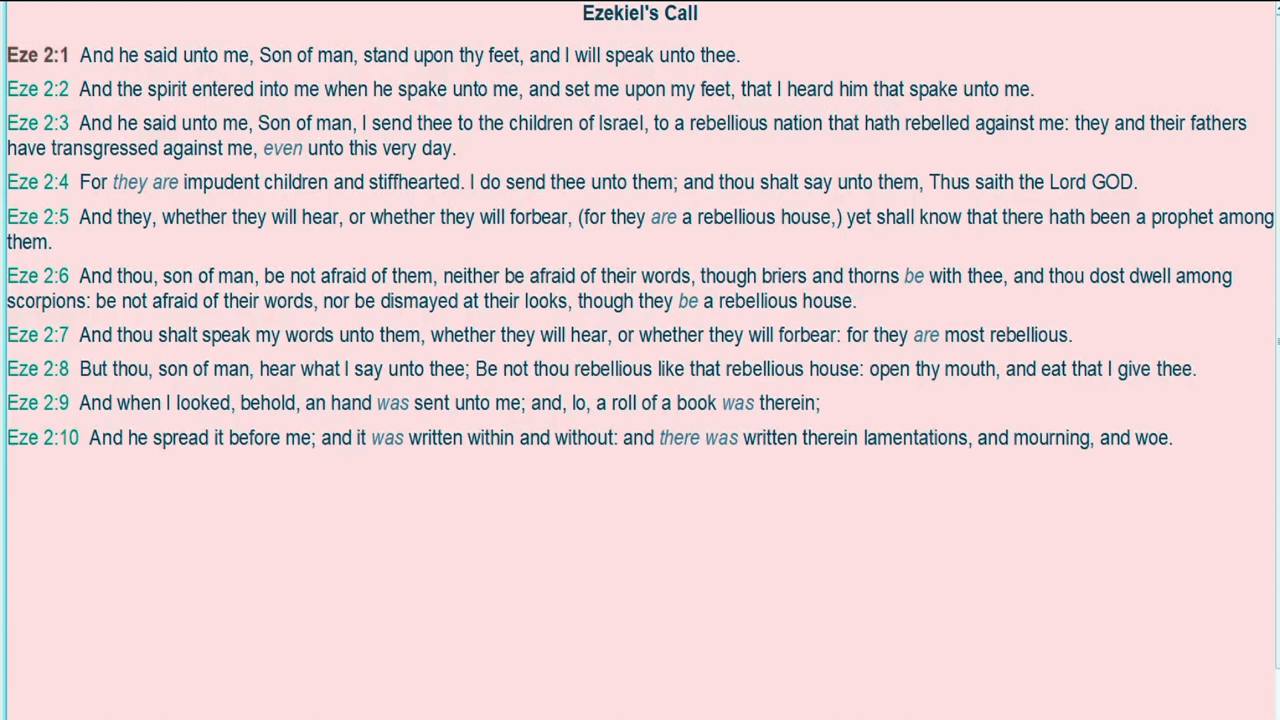 Ezekiel's Call
Eze 2:1 And he said unto me, Son of man, stand upon thy feet, and I will speak unto thee.
Eze 2:2 And the spirit entered into me when he spake unto me, and set me upon my feet, that I heard him that spake unto me.
Eze 2:3 And he said unto me, Son of man, I send thee to the children of Israel, to a rebellious nation that hath rebelled against me: they and their fathers
have transgressed against me, even unto this very day.
Eze 2:4 For they are impudent children and stiffhearted. I do send thee unto them; and thou shalt say unto them, Thus saith the Lord GOD.
Eze 2:5 And they, whether they will hear, or whether they will forbear, (for they are a rebellious house,) yet shall know that there hath been a prophet among
them.
Eze 2:6 And thou, son of man, be not afraid of them, neither be afraid of their words, though briers and thorns be with thee, and thou dost dwell among
scorpions: be not afraid of their words, nor be dismayed at their looks, though they be a rebellious house.
Eze 2:7 And thou shalt speak my words unto them, whether they will hear, or whether they will forbear: for they are most rebellious.
Eze 2:8 But thou, son of man, hear what I say unto thee; Be not thou rebellious like that rebellious house: open thy mouth, and eat that I give thee.
Eze 2:9 And when I looked, behold, an hand was sent unto me; and, lo, a roll of a book was therein;
Eze 2:10 And he spread it before me; and it was written within and without: and there was written therein lamentations, and mourning, and woe.